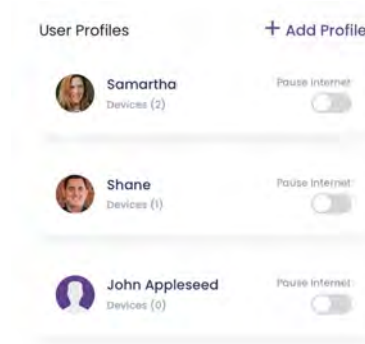 User Profiles + Add Profile
Samartha Pause Internet
Devices (2)
Shane Pause Internet
Devices (1)
John Appleseed Pause Internet
Devices (0)